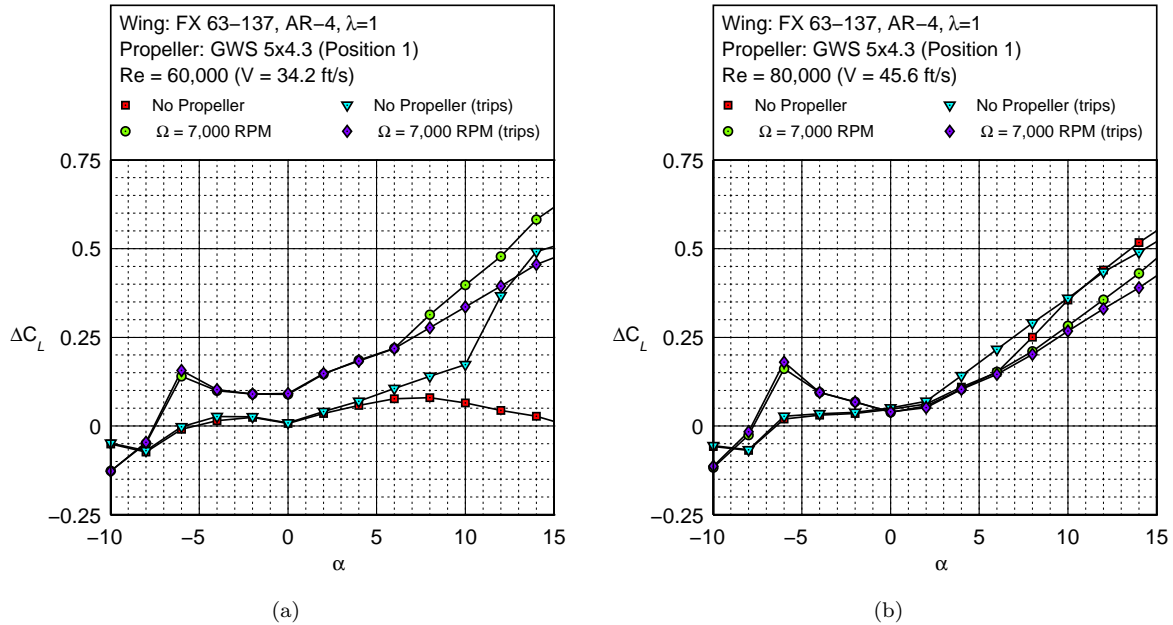 Wing: FX 63−137, AR−4, λ=1
Propeller: GWS 5x4.3 (Position 1)
Re = 60,000 (V = 34.2 ft/s)
No Propeller
No Propeller (trips)
Ω = 7,000 RPM
Ω = 7,000 RPM (trips)
0.75
0.5
0.25
0
−0.25
ΔC_L
−10
−5
0
5
10
15
α
(a)
Wing: FX 63−137, AR−4, λ=1
Propeller: GWS 5x4.3 (Position 1)
Re = 80,000 (V = 45.6 ft/s)
No Propeller
No Propeller (trips)
Ω = 7,000 RPM
Ω = 7,000 RPM (trips)
0.75
0.5
0.25
0
−0.25
ΔC_L
−10
−5
0
5
10
15
α
(b)